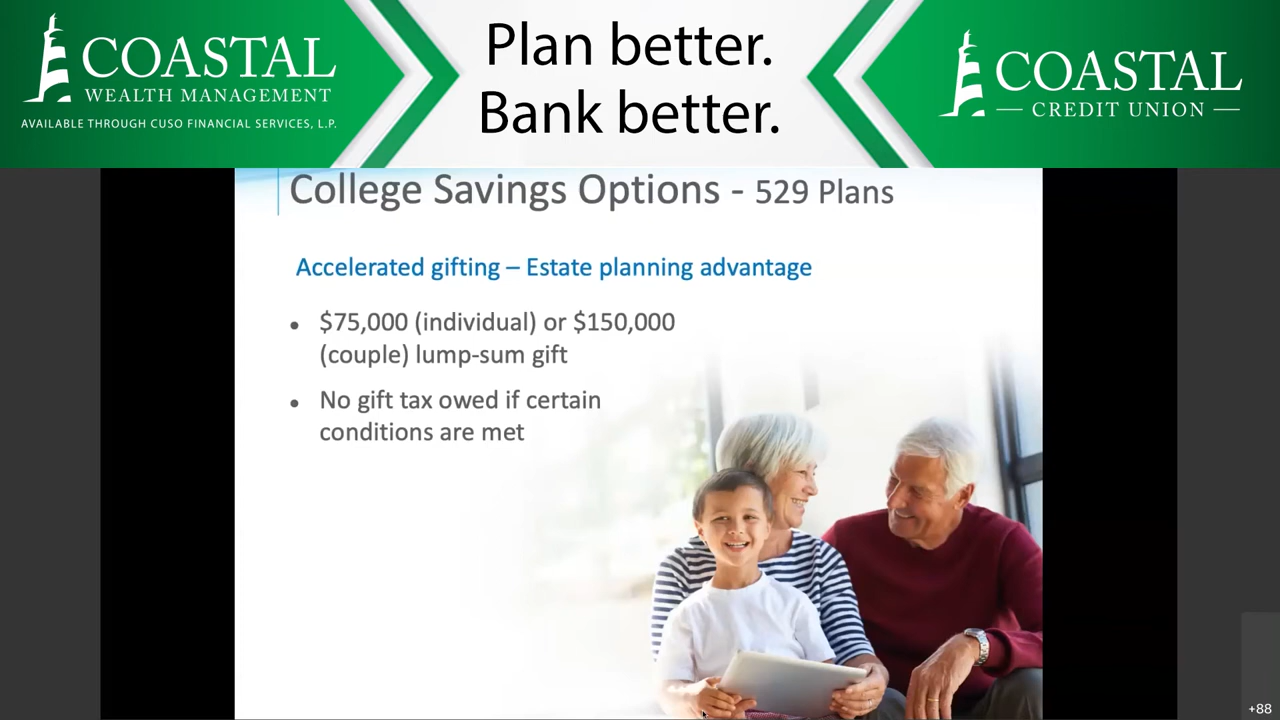 COASTAL
WEALTH MANAGEMENT
AVAILABLE THROUGH CUSO FINANCIAL SERVICES, L.P.
Plan better.
Bank better.
COASTAL
— CREDIT UNION —
College Savings Options - 529 Plans
Accelerated gifting – Estate planning advantage
• $75,000 (individual) or $150,000
(couple) lump-sum gift
• No gift tax owed if certain
conditions are met
+88